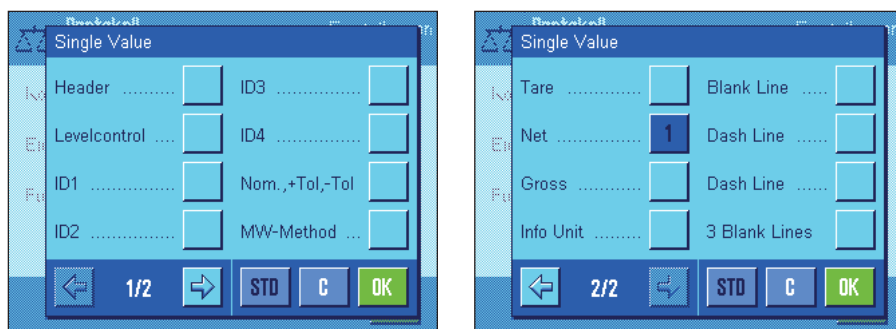 Single Value
Header .......... ID3 ...............
Levelcontrol .... ID4 ...............
ID1 ............... Nom.,+Tol,-Tol
ID2 ............... MW-Method ...
1/2 STD C OK
Single Value
Tare ............. Blank Line .....
Net ............... 1 Dash Line ......
Gross ........... Dash Line ......
Info Unit ........ 3 Blank Lines
2/2 STD C OK